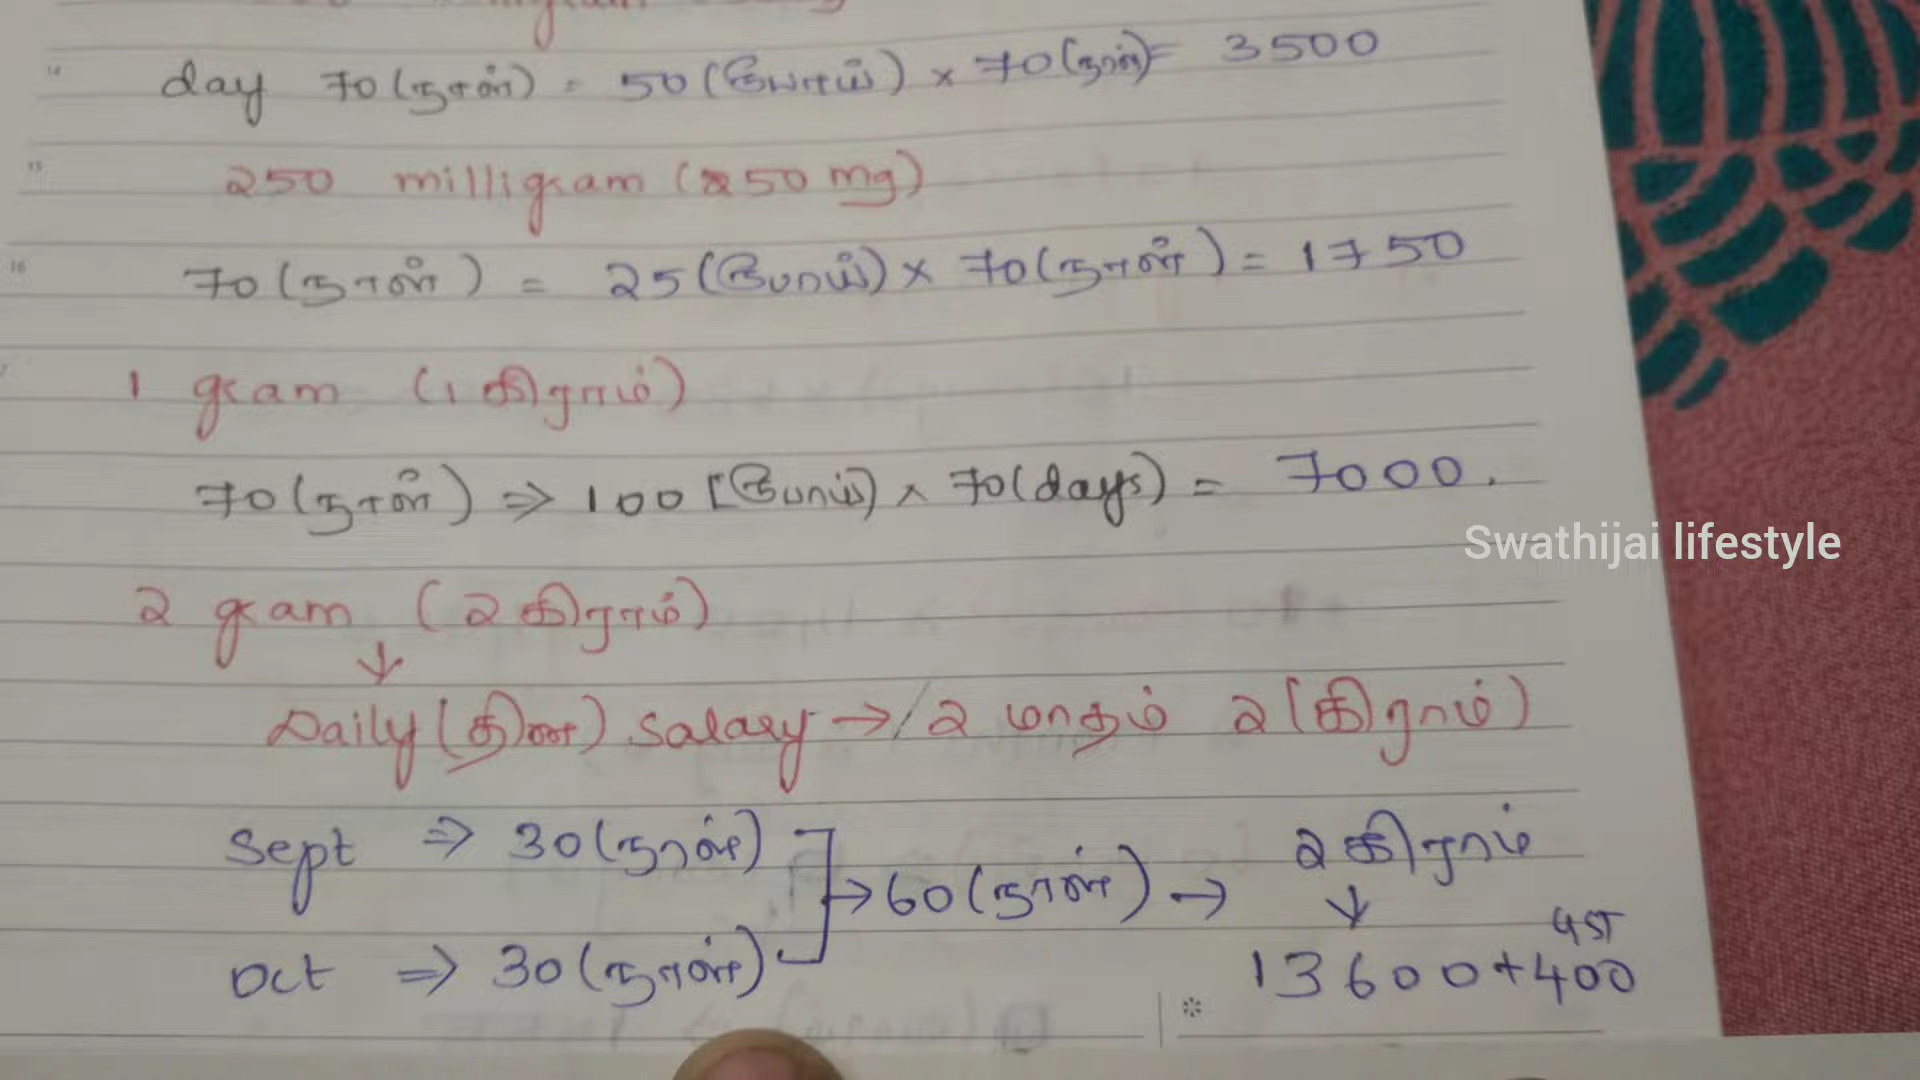 day 70 (நாள்) = 50 (ரூபாய்) × 70 (நாள்) = 3500
250 milligram (250 mg)
70 (நாள்) = 25 (ரூபாய்) × 70 (நாள்) = 1750
1 gram (1 கிராம்)
70 (நாள்) ⇒ 100 [ரூபாய்) × 70 (days) = 7000.
Swathijai lifestyle
2 gram (2 கிராம்)
↓
Daily (தின) Salary → / 2 மாதம் 2 (கிராம்)
Sept ⇒ 30 (நாள்)
→ 60 (நாள்) → 2 கிராம்
↓
GST
Oct ⇒ 30 (நாள்)
13600 + 400